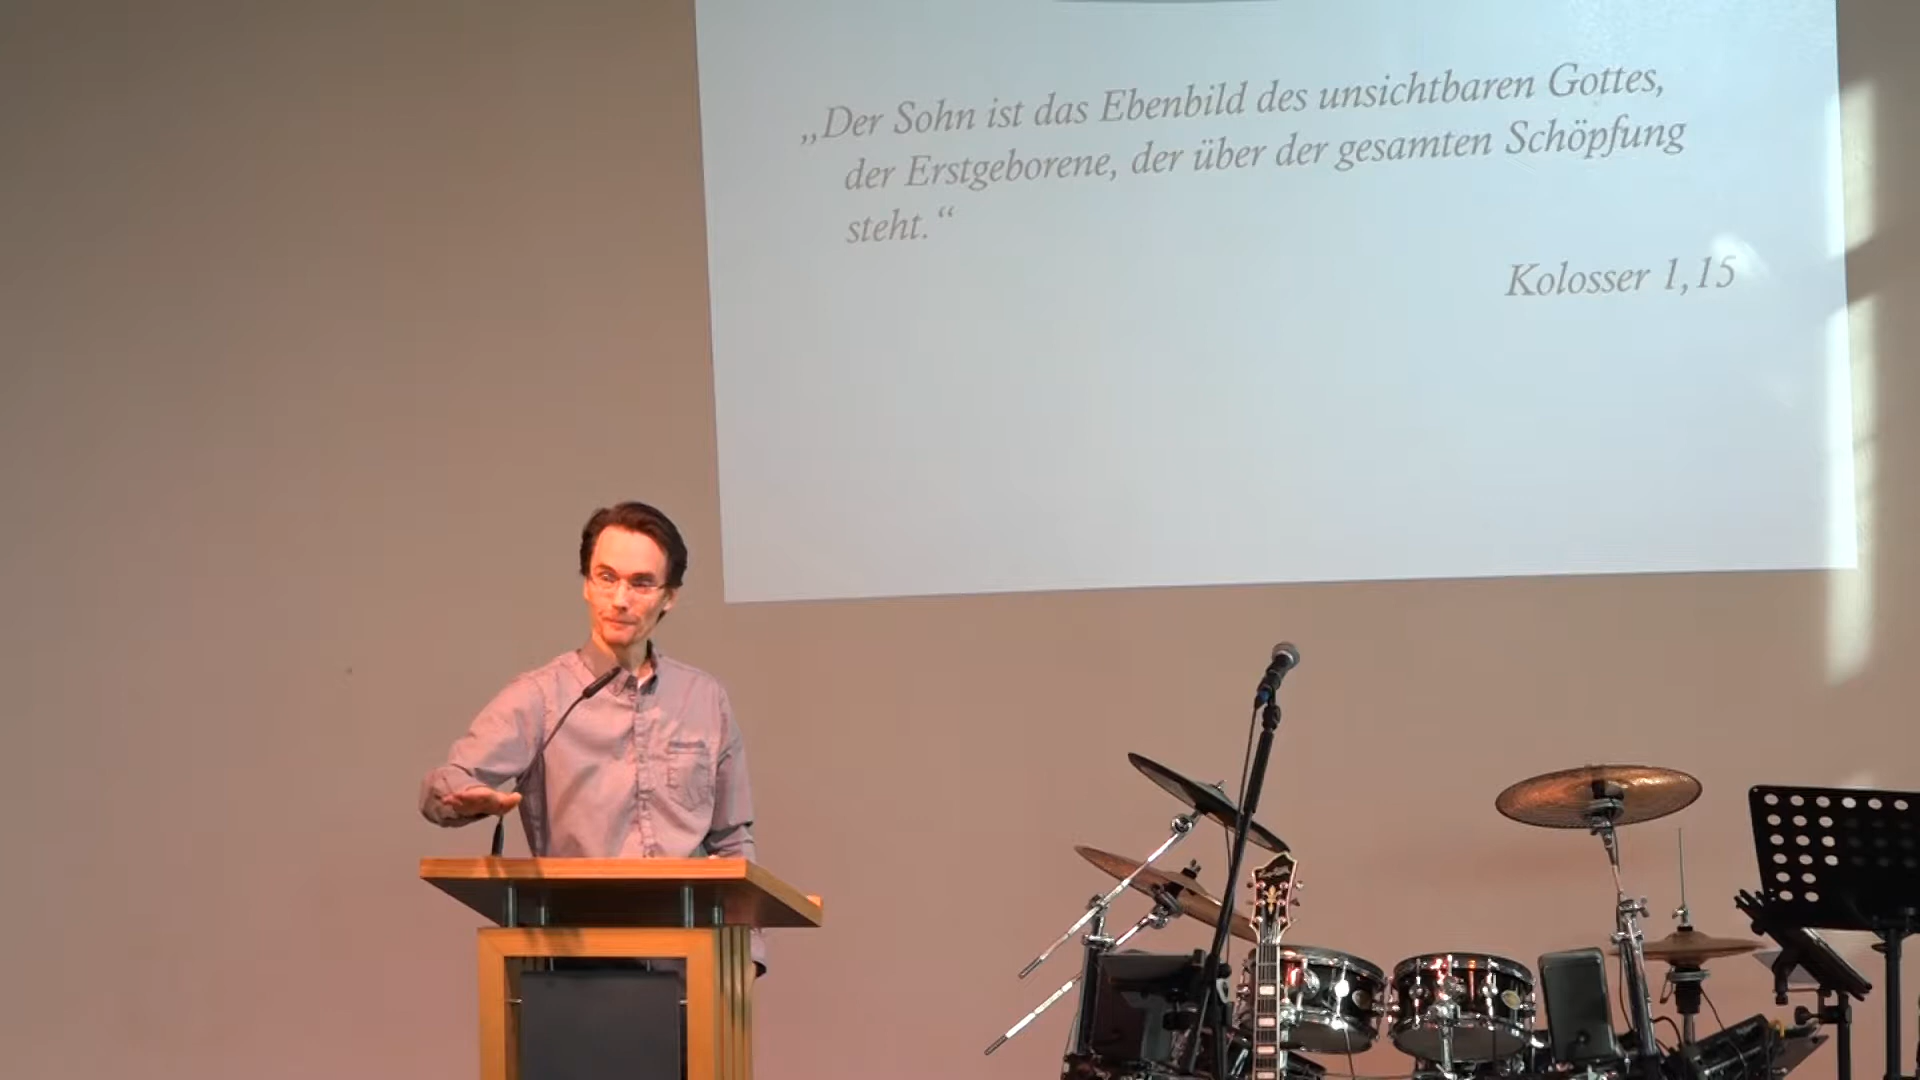 „Der Sohn ist das Ebenbild des unsichtbaren Gottes,
der Erstgeborene, der über der gesamten Schöpfung
steht.“
Kolosser 1,15